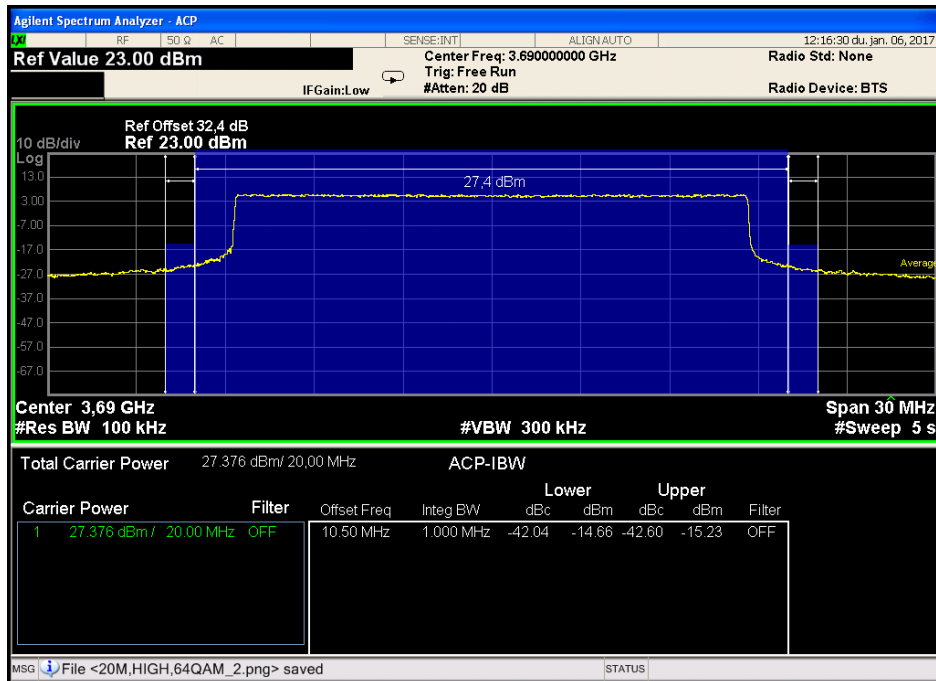 Agilent Spectrum Analyzer - ACP
LXI RF 50 Ω AC SENSE:INT ALIGN AUTO 12:16:30 du. jan. 06, 2017
Ref Value 23.00 dBm Center Freq: 3.690000000 GHz Radio Std: None
Trig: Free Run
IFGain:Low #Atten: 20 dB Radio Device: BTS
Ref Offset 32,4 dB
10 dB/div Ref 23.00 dBm
Log
13.0
27,4 dBm
3.00
-7.00
-17.0
Average
-27.0
-37.0
-47.0
-57.0
-67.0
Center 3,69 GHz Span 30 MHz
#Res BW 100 kHz #VBW 300 kHz #Sweep 5 s
Total Carrier Power 27.376 dBm/ 20,00 MHz ACP-IBW
Lower Upper
Carrier Power Filter Offset Freq Integ BW dBc dBm dBc dBm Filter
1 27.376 dBm / 20.00 MHz OFF 10.50 MHz 1.000 MHz -42.04 -14.66 -42.60 -15.23 OFF
MSG File <20M,HIGH,64QAM_2.png> saved STATUS